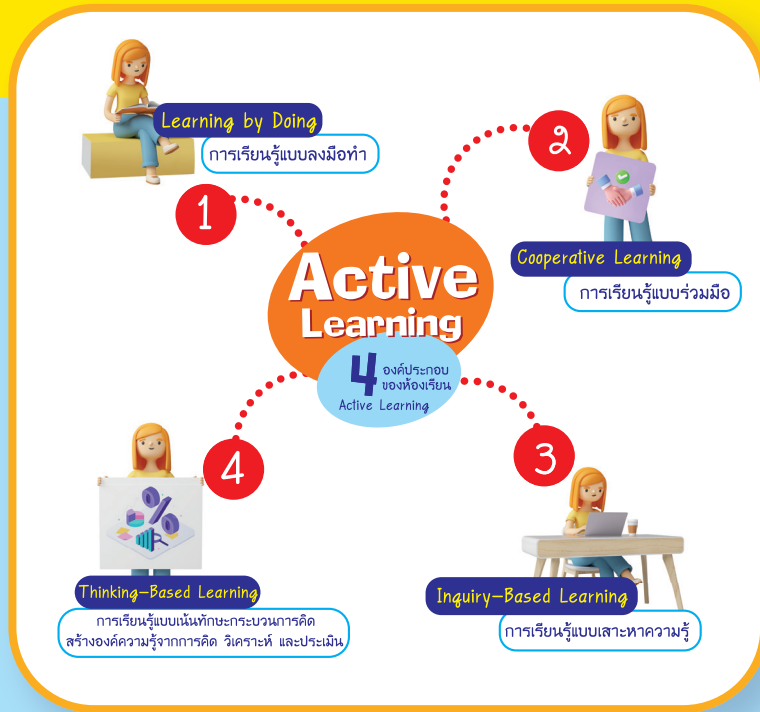 Active
Learning
4
องค์ประกอบ
ของห้องเรียน
Active Learning
1
Learning by Doing
การเรียนรู้แบบลงมือทำ
2
Cooperative Learning
การเรียนรู้แบบร่วมมือ
3
Inquiry-Based Learning
การเรียนรู้แบบเสาะหาความรู้
4
Thinking-Based Learning
การเรียนรู้แบบเน้นทักษะกระบวนการคิด
สร้างองค์ความรู้จากการคิด วิเคราะห์ และประเมิน
%